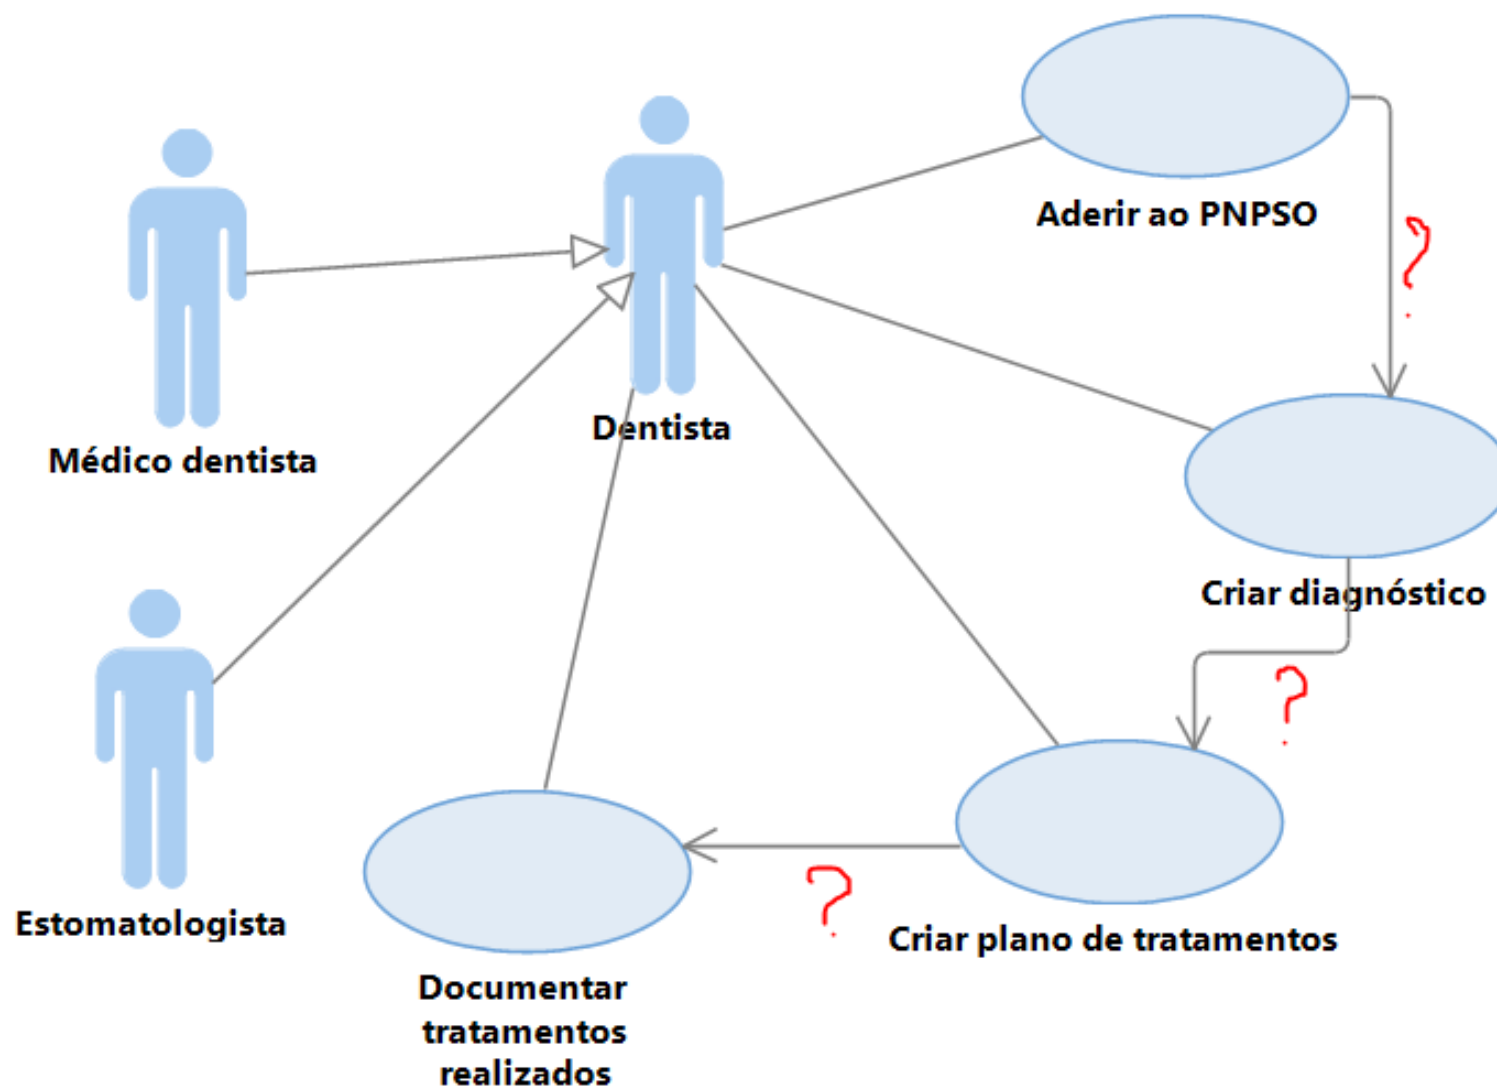 Aderir ao PNPSO
?
Dentista
Médico dentista
Criar diagnóstico
?
?
Estomatologista
Criar plano de tratamentos
Documentar
tratamentos
realizados